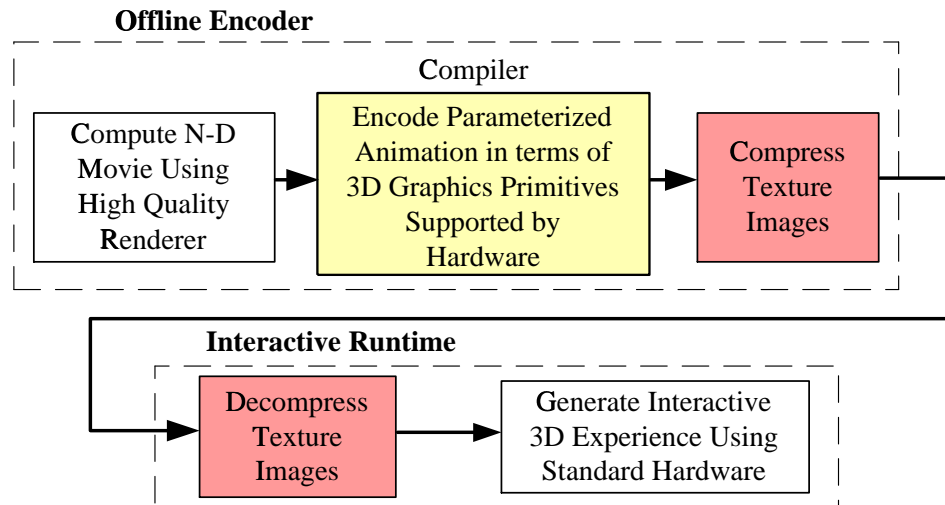 Offline Encoder
Compiler
Compute N-D
Movie Using
High Quality
Renderer
Encode Parameterized
Animation in terms of
3D Graphics Primitives
Supported by
Hardware
Compress
Texture
Images
Interactive Runtime
Decompress
Texture
Images
Generate Interactive
3D Experience Using
Standard Hardware